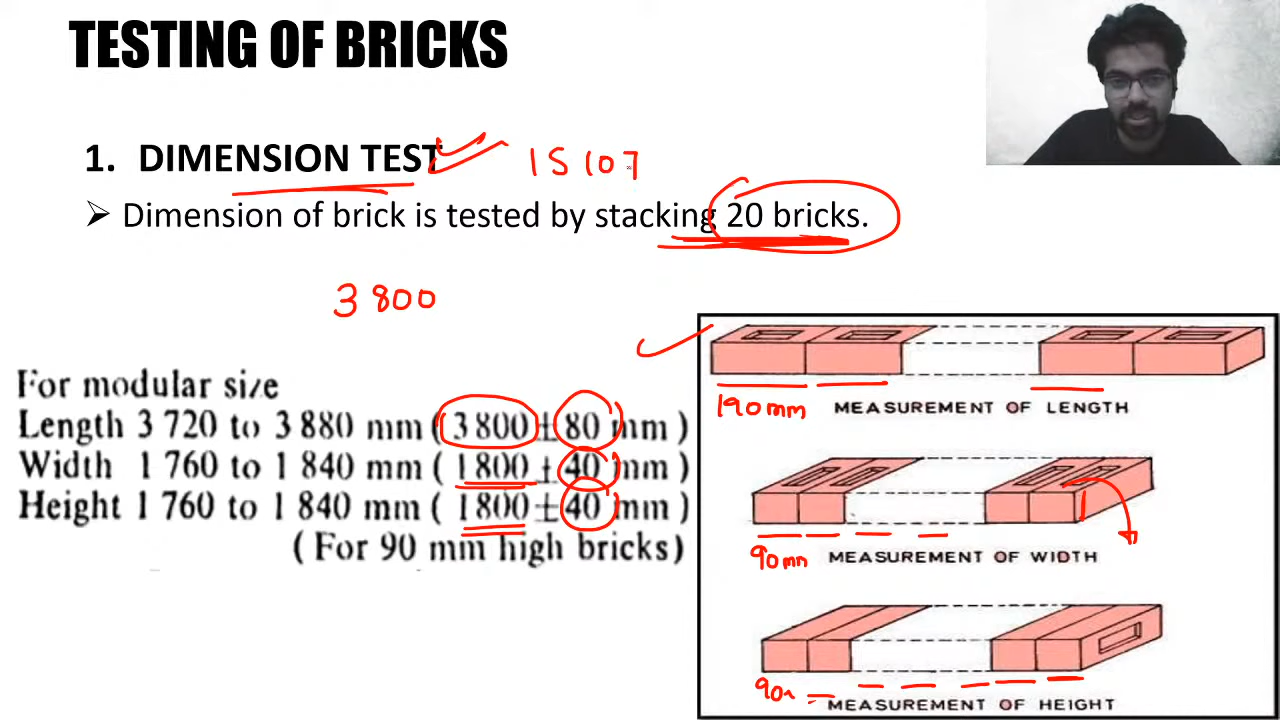 TESTING OF BRICKS
1. DIMENSION TEST
IS 107
➤ Dimension of brick is tested by stacking 20 bricks.
3800
For modular size
Length 3 720 to 3 880 mm ( 3 800 ± 80 mm )
Width 1 760 to 1 840 mm ( 1 800 ± 40 mm )
Height 1 760 to 1 840 mm ( 1 800 ± 40 mm )
( For 90 mm high bricks )
190mm
MEASUREMENT OF LENGTH
90mm
MEASUREMENT OF WIDTH
MEASUREMENT OF HEIGHT